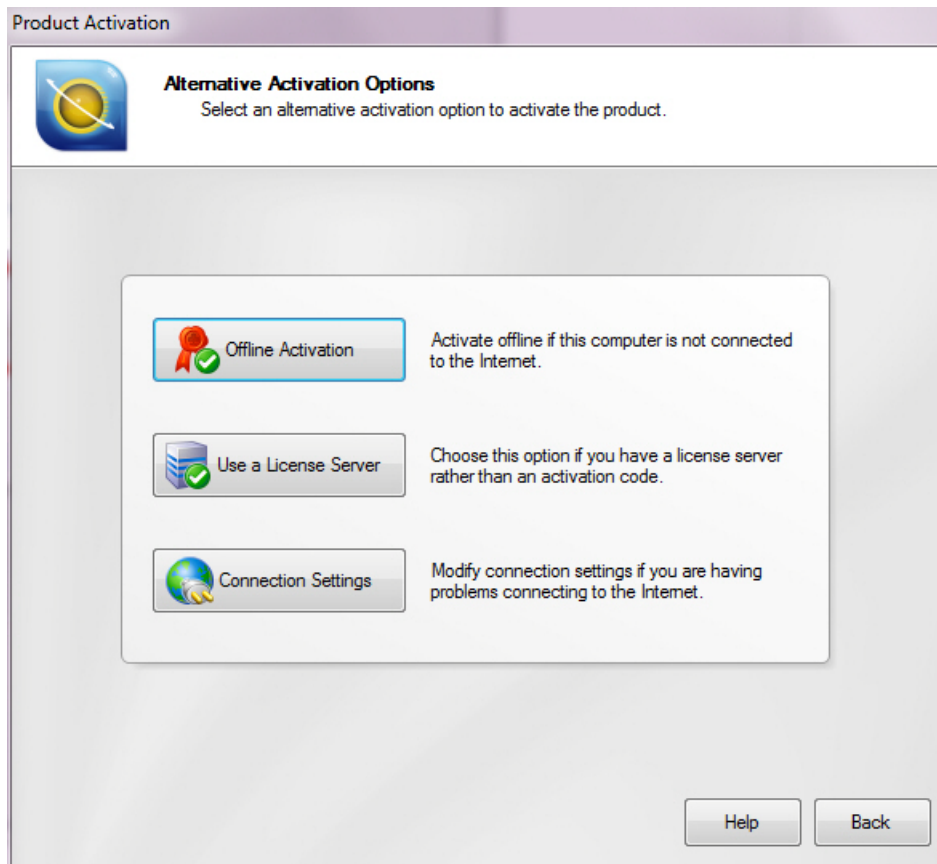 Product Activation
Alternative Activation Options
Select an alternative activation option to activate the product.
Offline Activation
Activate offline if this computer is not connected
to the Internet.
Use a License Server
Choose this option if you have a license server
rather than an activation code.
Connection Settings
Modify connection settings if you are having
problems connecting to the Internet.
Help
Back